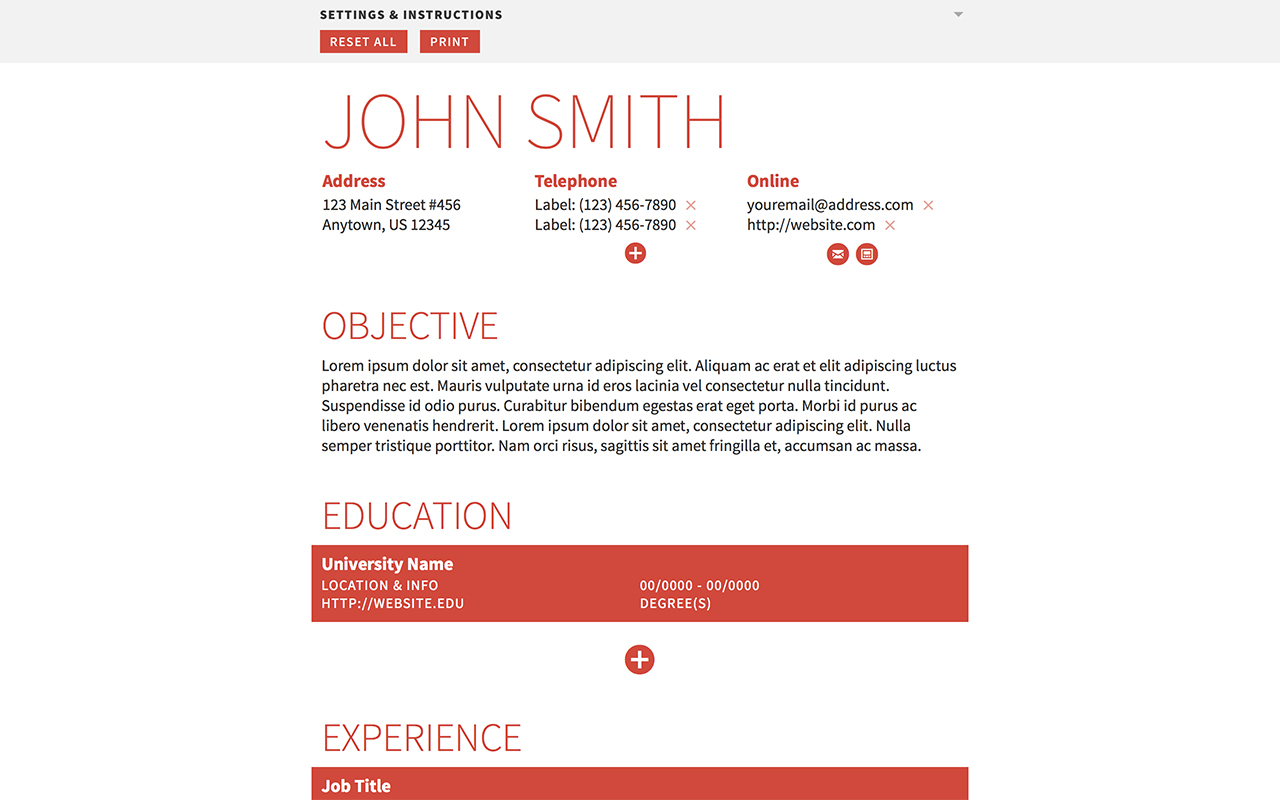 SETTINGS & INSTRUCTIONS
RESET ALL PRINT
JOHN SMITH
Address
123 Main Street #456
Anytown, US 12345
Telephone
Label: (123) 456-7890
Label: (123) 456-7890
Online
youremail@address.com
http://website.com
OBJECTIVE
Lorem ipsum dolor sit amet, consectetur adipiscing elit. Aliquam ac erat et elit adipiscing luctus
pharetra nec est. Mauris vulputate urna id eros lacinia vel consectetur nulla tincidunt.
Suspendisse id odio purus. Curabitur bibendum egestas erat eget porta. Morbi id purus ac
libero venenatis hendrerit. Lorem ipsum dolor sit amet, consectetur adipiscing elit. Nulla
semper tristique porttitor. Nam orci risus, sagittis sit amet fringilla et, accumsan ac massa.
EDUCATION
University Name
LOCATION & INFO
HTTP://WEBSITE.EDU
00/0000 - 00/0000
DEGREE(S)
EXPERIENCE
Job Title